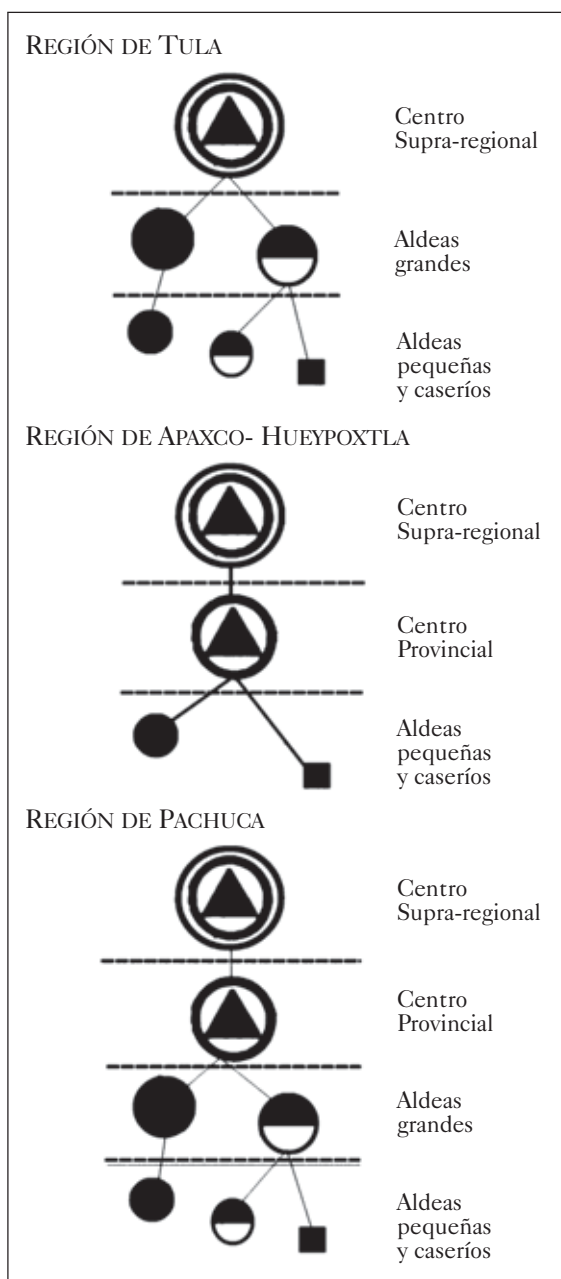 REGIÓN DE TULA
Centro
Supra-regional
Aldeas
grandes
Aldeas
pequeñas
y caseríos
REGIÓN DE APAXCO- HUEYPOXTLA
Centro
Supra-regional
Centro
Provincial
Aldeas
pequeñas
y caseríos
REGIÓN DE PACHUCA
Centro
Supra-regional
Centro
Provincial
Aldeas
grandes
Aldeas
pequeñas
y caseríos